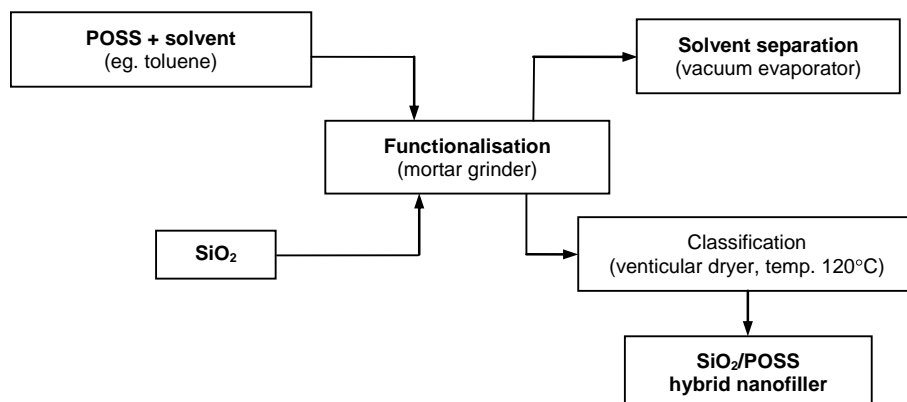 POSS + solvent
(eg. toluene)
Solvent separation
(vacuum evaporator)
Functionalisation
(mortar grinder)
SiO₂
Classification
(venticular dryer, temp. 120°C)
SiO₂/POSS
hybrid nanofiller